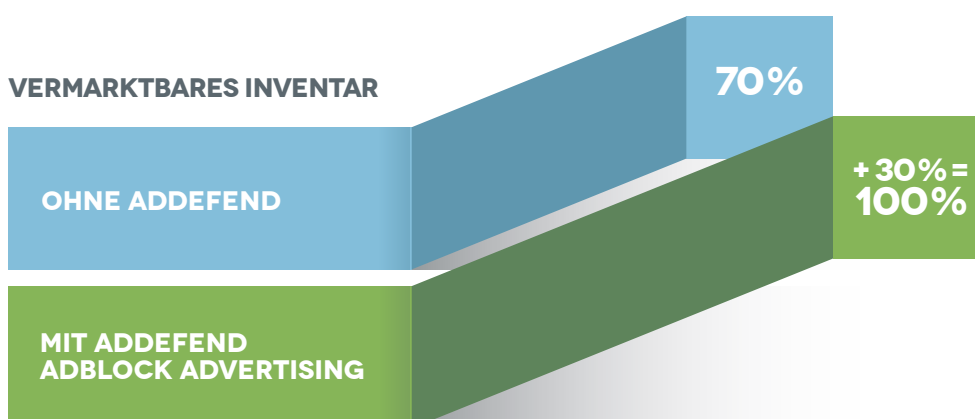 VERMARKTBARES INVENTAR
70%
OHNE ADDEFEND
+30%=
100%
MIT ADDEFEND
ADBLOCK ADVERTISING